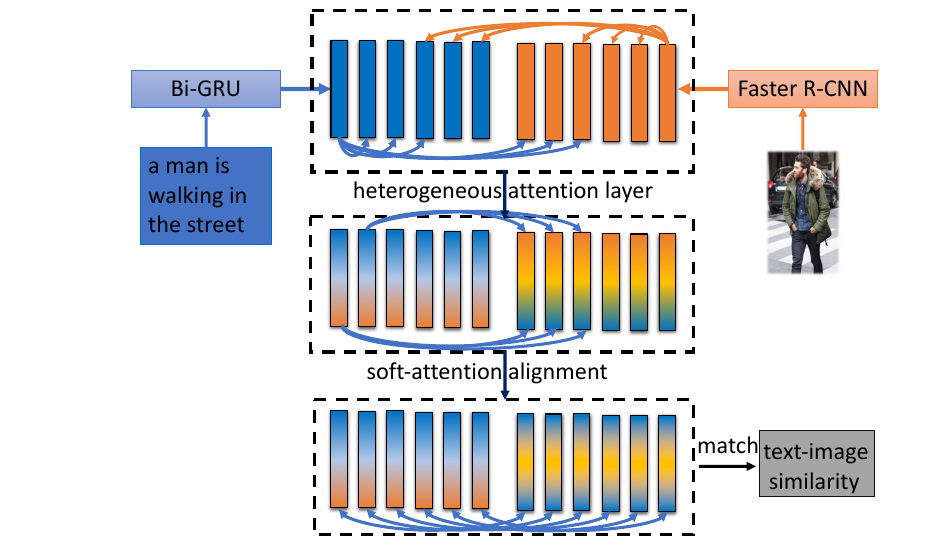 Bi-GRU
Faster R-CNN
a man is
walking in
the street
heterogeneous attention layer
soft-attention alignment
match
text-image
similarity